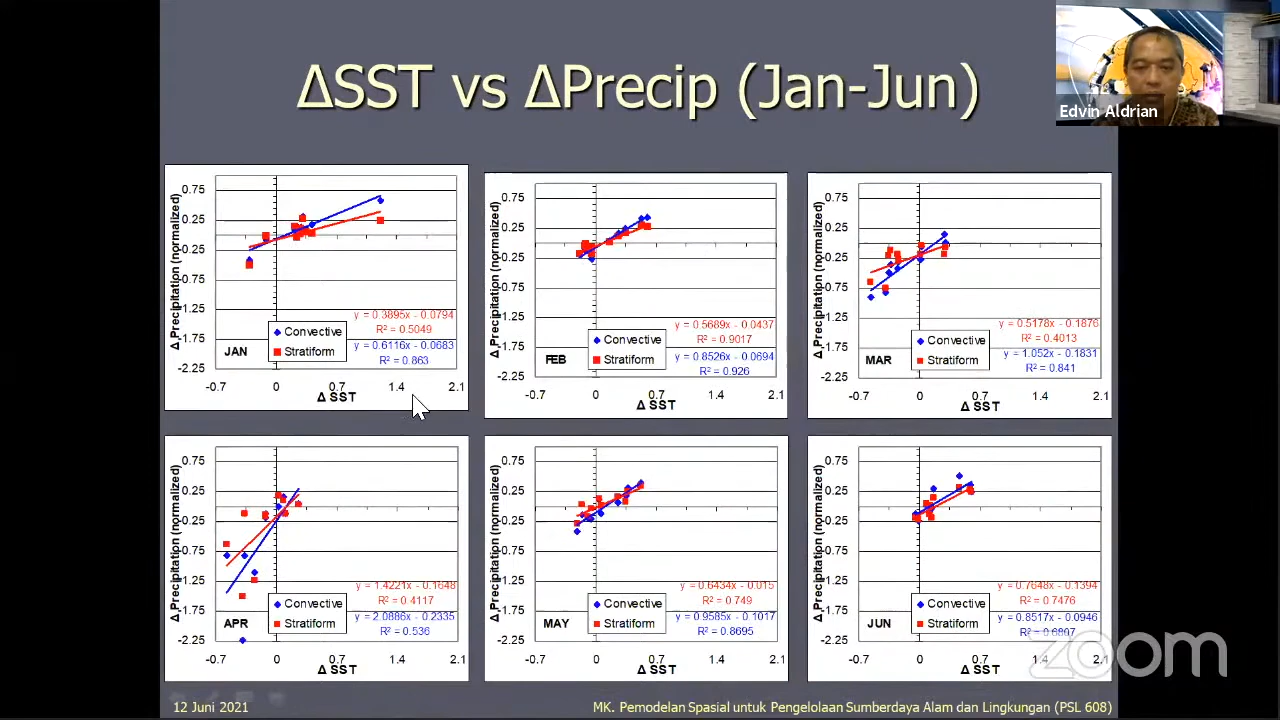 ΔSST vs ΔPrecip (Jan-Jun)
Edvin Aldrian
Δ Precipitation (normalized)
0.75
0.25
-0.25
-0.75
-1.25
-1.75
-2.25
y = 0.3895x - 0.0794
R² = 0.5049
y = 0.6116x - 0.0683
R² = 0.863
Convective
Stratiform
JAN
-0.7 0 0.7 1.4 2.1
Δ SST
Δ Precipitation (normalized)
0.75
0.25
-0.25
-0.75
-1.25
-1.75
-2.25
y = 0.5689x - 0.0437
R² = 0.9017
y = 0.8526x - 0.0694
R² = 0.926
Convective
Stratiform
FEB
-0.7 0 0.7 1.4 2.1
Δ SST
Δ Precipitation (normalized)
0.75
0.25
-0.25
-0.75
-1.25
-1.75
-2.25
y = 0.5178x - 0.1876
R² = 0.4013
y = 1.052x - 0.1831
R² = 0.841
Convective
Stratiform
MAR
-0.7 0 0.7 1.4 2.1
Δ SST
Δ Precipitation (normalized)
0.75
0.25
-0.25
-0.75
-1.25
-1.75
-2.25
y = 1.4221x - 0.1648
R² = 0.4117
y = 2.0886x - 0.2335
R² = 0.536
Convective
Stratiform
APR
-0.7 0 0.7 1.4 2.1
Δ SST
Δ Precipitation (normalized)
0.75
0.25
-0.25
-0.75
-1.25
-1.75
-2.25
y = 0.6434x - 0.015
R² = 0.749
y = 0.9585x - 0.1017
R² = 0.8695
Convective
Stratiform
MAY
-0.7 0 0.7 1.4 2.1
Δ SST
Δ Precipitation (normalized)
0.75
0.25
-0.25
-0.75
-1.25
-1.75
-2.25
y = 0.7648x - 0.1394
R² = 0.7476
y = 0.8517x - 0.0946
R² = 0.6807
Convective
Stratiform
JUN
-0.7 0 0.7 1.4 2.1
Δ SST
zoom
12 Juni 2021
MK. Pemodelan Spasial untuk Pengelolaan Sumberdaya Alam dan Lingkungan (PSL 608)